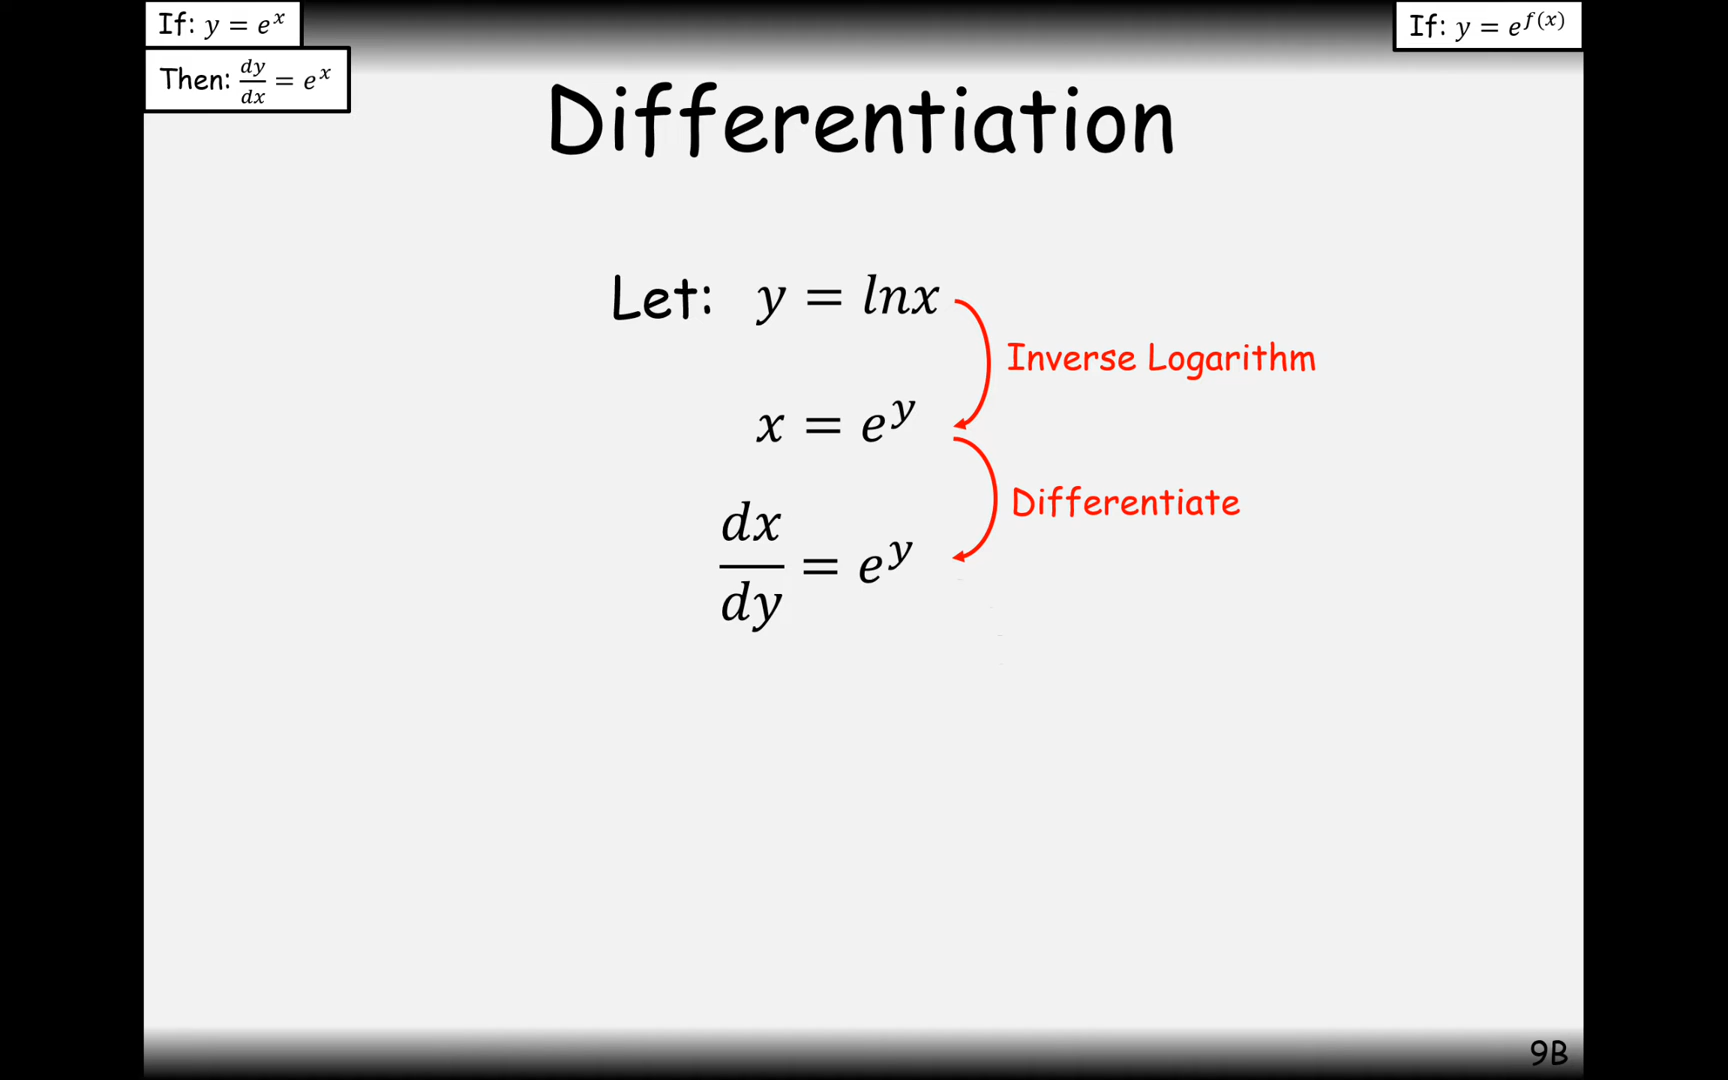 If: y = e^x
Then: dy/dx = e^x
If: y = e^{f(x)}
Differentiation
Let: y = lnx
Inverse Logarithm
x = e^y
Differentiate
dx/dy = e^y
9B